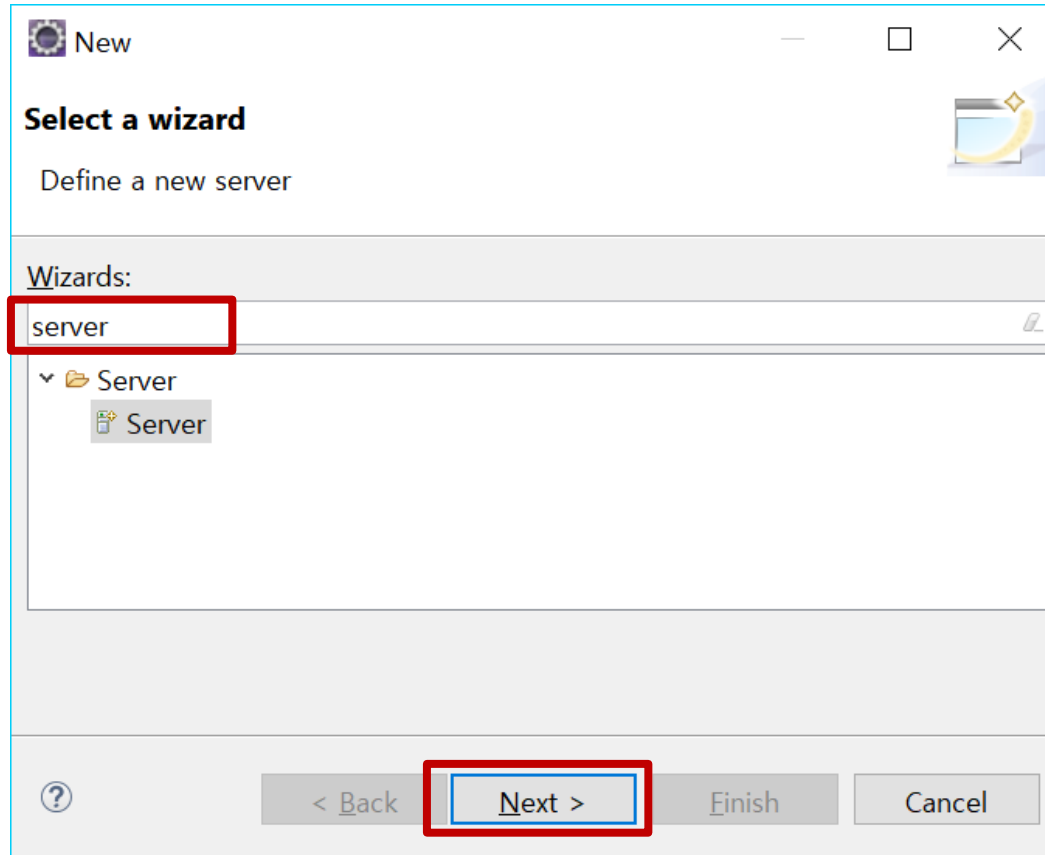 New
Select a wizard
Define a new server
Wizards:
server
Server
Server
< Back Next > Finish Cancel